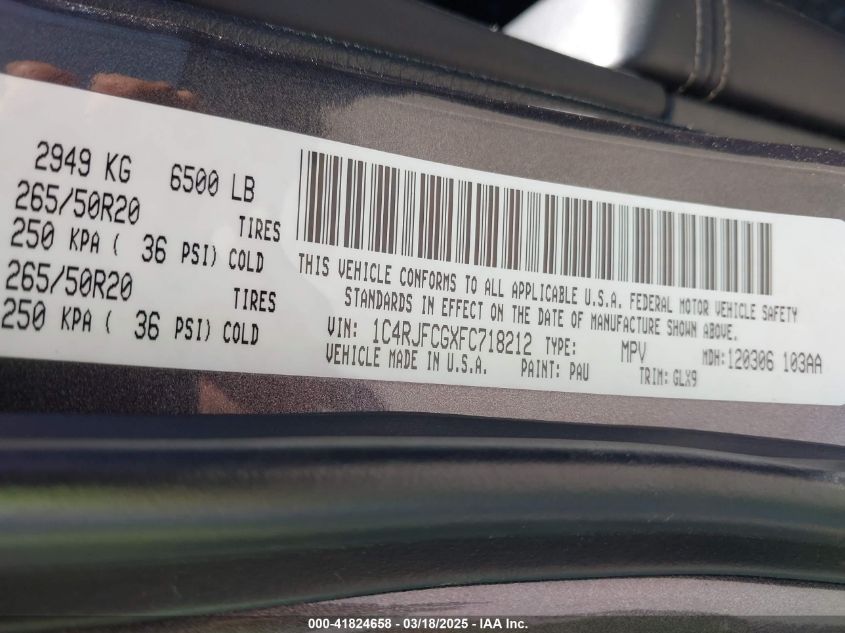 2949 KG 6500 LB
265/50R20 TIRES
250 KPA ( 36 PSI) COLD
265/50R20 TIRES
250 KPA ( 36 PSI) COLD
THIS VEHICLE CONFORMS TO ALL APPLICABLE U.S.A. FEDERAL MOTOR VEHICLE SAFETY
STANDARDS IN EFFECT ON THE DATE OF MANUFACTURE SHOWN ABOVE.
VIN: 1C4RJFCGXFC718212 TYPE: MPV MDH: 120306 103AA
VEHICLE MADE IN U.S.A. PAINT: PAU TRIM: GLX9
000-41824658 - 03/18/2025 - IAA Inc.